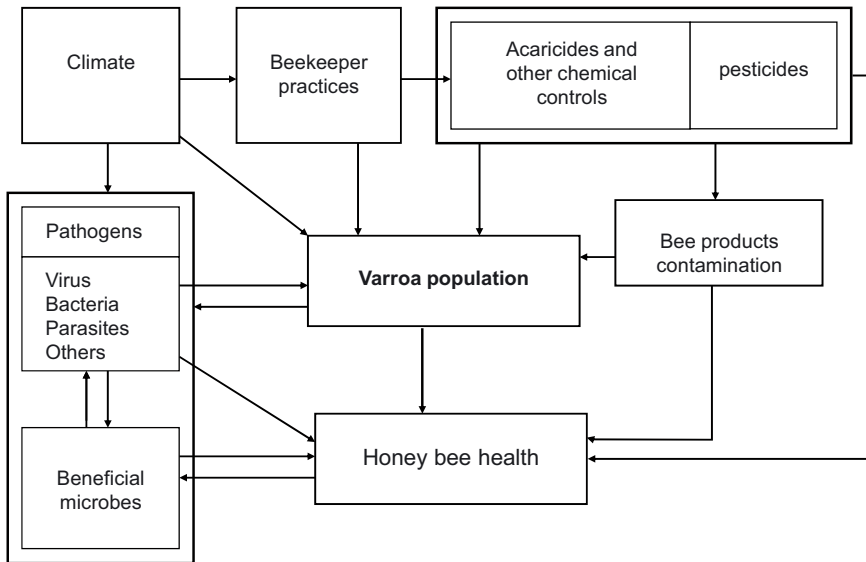 Climate
Beekeeper
practices
Acaricides and
other chemical
controls
pesticides
Pathogens
Virus
Bacteria
Parasites
Others
Varroa population
Bee products
contamination
Beneficial
microbes
Honey bee health